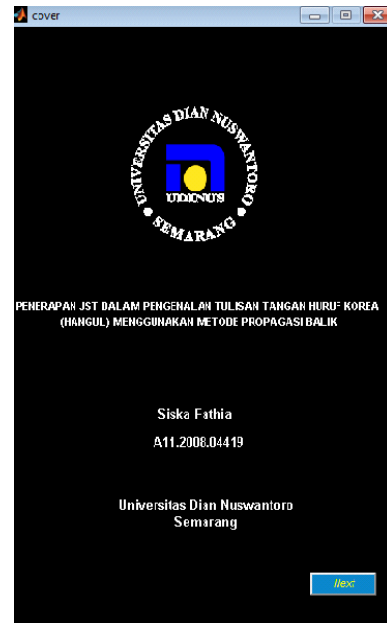 cover
UNIVERSITAS DIAN NUSWANTORO
UDINUS
SEMARANG
PENERAPAN JST DALAM PENGENALAN TULISAN TANGAN HURUF KOREA
(HANGUL) MENGGUNAKAN METODE PROPAGASI BALIK
Siska Fathia
A11.2008.04419
Universitas Dian Nuswantoro
Semarang
Next